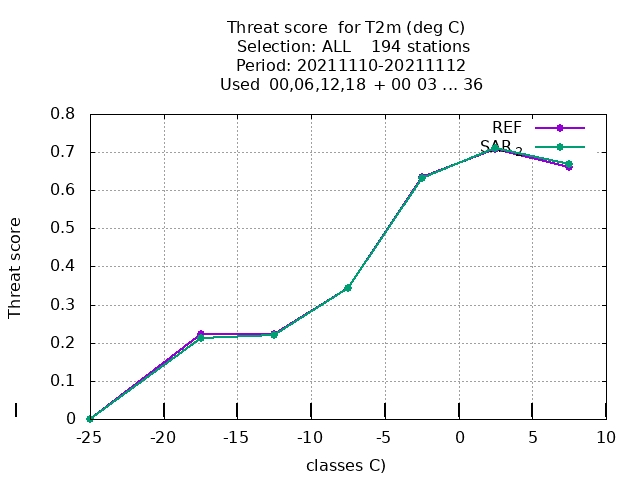 Threat score for T2m (deg C)
Selection: ALL 194 stations
Period: 20211110-20211112
Used 00,06,12,18 + 00 03 ... 36
REF
SAR 2
Threat score
0.8
0.7
0.6
0.5
0.4
0.3
0.2
0.1
0
-25
-20
-15
-10
-5
0
5
10
classes C)